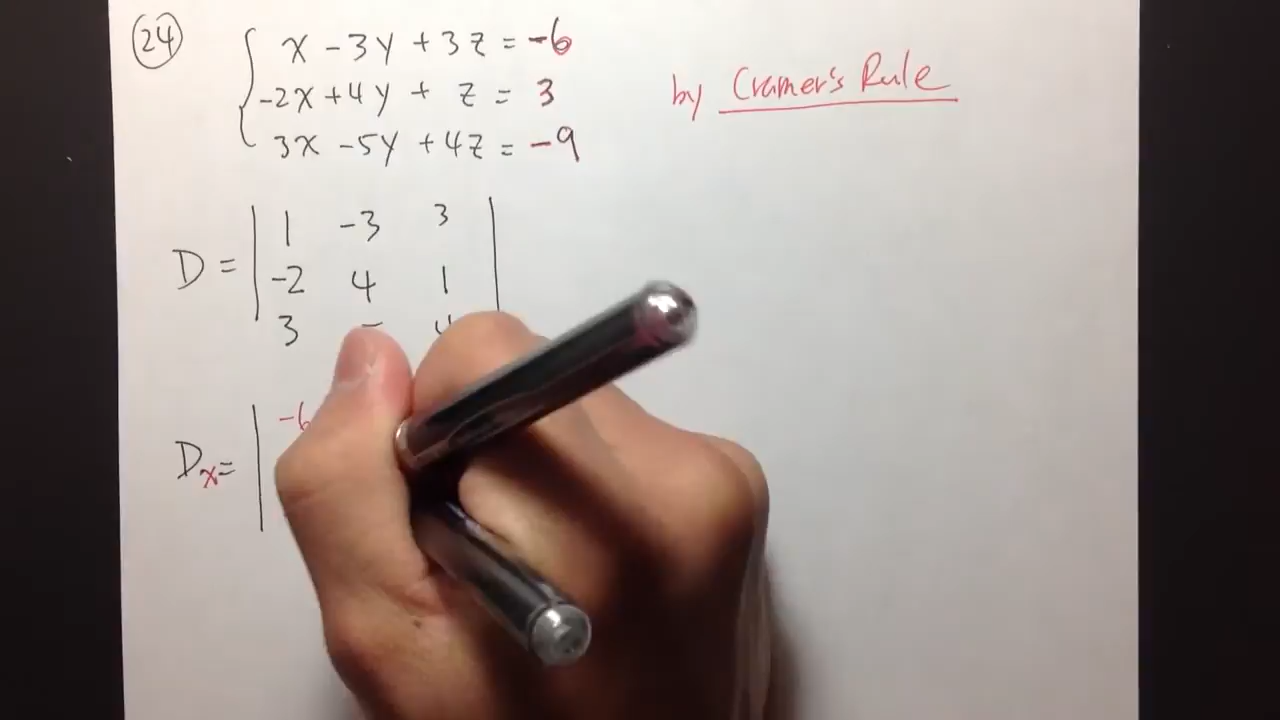 24
x - 3y + 3z = -6
-2x + 4y + z = 3
3x - 5y + 4z = -9
by Cramer's Rule
D = | 1 -3 3 |
-2 4 1
3
Dx = | -6